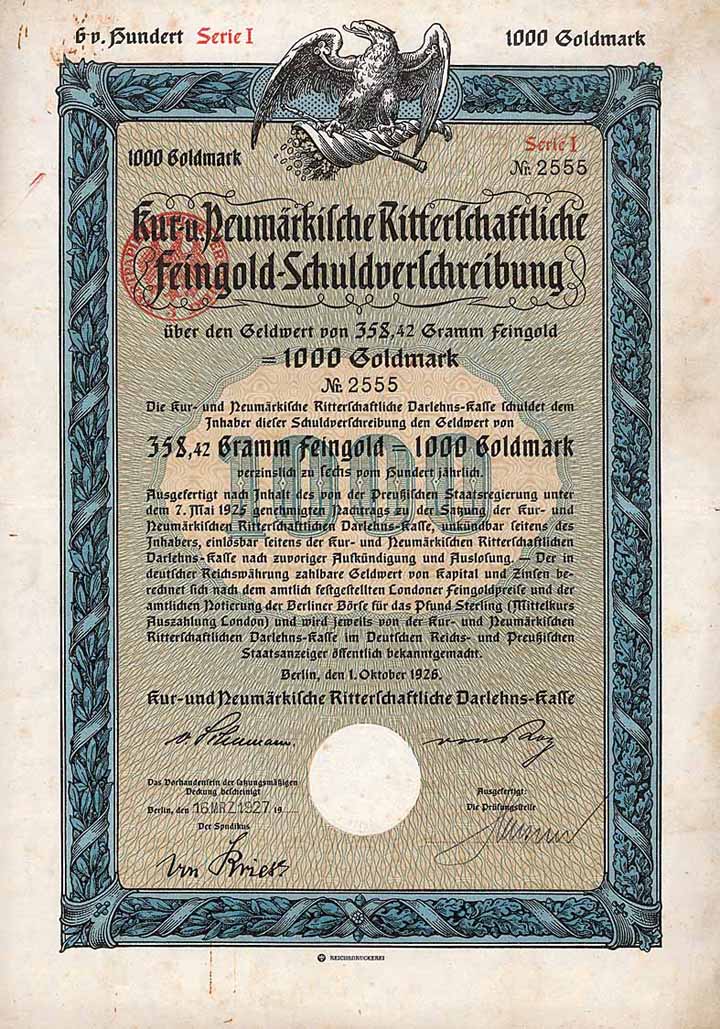 6 v. Hundert Serie I 1000 Goldmark
1000 Goldmark
Serie I
Nr. 2555
Kur- u. Neumärkische Ritterschaftliche
Feingold-Schuldverschreibung
über den Geldwert von 358,42 Gramm Feingold
= 1000 Goldmark
Nr. 2555
Die Kur- und Neumärkische Ritterschaftliche Darlehns-Kasse schuldet dem
Inhaber dieser Schuldverschreibung den Geldwert von
358,42 Gramm Feingold = 1000 Goldmark
verzinslich zu sechs vom Hundert jährlich.
Ausgefertigt nach Inhalt des von der Preußischen Staatsregierung unter
dem 7. Mai 1925 genehmigten Nachtrags zu der Satzung der Kur- und
Neumärkischen Ritterschaftlichen Darlehns-Kasse, unkündbar seitens des
Inhabers, einlösbar seitens der Kur- und Neumärkischen Ritterschaftlichen
Darlehns-Kasse nach zuvoriger Aufkündigung und Auslosung. — Der in
deutscher Reichswährung zahlbare Geldwert von Kapital und Zinsen be-
rechnet sich nach dem amtlich festgestellten Londoner Feingoldpreise und der
amtlichen Notierung der Berliner Börse für das Pfund Sterling (Mittelkurs
Auszahlung London) und wird jeweils von der Kur- und Neumärkischen
Ritterschaftlichen Darlehns-Kasse im Deutschen Reichs- und Preußischen
Staatsanzeiger öffentlich bekanntgemacht.
Berlin, den 1. Oktober 1926.
Kur- und Neumärkische Ritterschaftliche Darlehns-Kasse
Das Vorhandensein der satzungsmäßigen
Deckung bescheinigt
Berlin, den 16. MRZ. 1927 19
Der Syndikus
von Kries
Ausgefertigt:
Die Prüfungsstelle
1000
REICHSDRUCKEREI